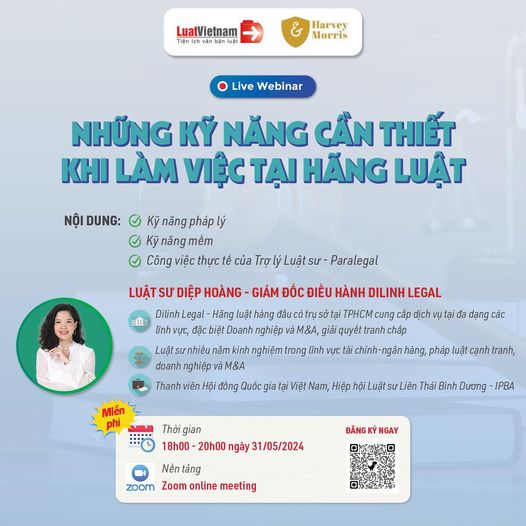 LuatVietnam
Tiện ích văn bản luật
&
Harvey
Morris
Live Webinar
NHỮNG KỸ NĂNG CẦN THIẾT
KHI LÀM VIỆC TẠI HÃNG LUẬT
NỘI DUNG:
Kỹ năng pháp lý
Kỹ năng mềm
Công việc thực tế của Trợ lý Luật sư - Paralegal
LUẬT SƯ DIỆP HOÀNG - GIÁM ĐỐC ĐIỀU HÀNH DILINH LEGAL
Dilinh Legal - Hãng luật hàng đầu có trụ sở tại TPHCM cung cấp dịch vụ tại đa dạng các
lĩnh vực, đặc biệt Doanh nghiệp và M&A, giải quyết tranh chấp
Luật sư nhiều năm kinh nghiệm trong lĩnh vực tài chính-ngân hàng, pháp luật cạnh tranh,
doanh nghiệp và M&A
Thành viên Hội đồng Quốc gia tại Việt Nam, Hiệp hội Luật sư Liên Thái Bình Dương - IPBA
Miễn
phí
Thời gian
18h00 - 20h00 ngày 31/05/2024
ĐĂNG KÝ NGAY
zoom
Nền tảng
Zoom online meeting